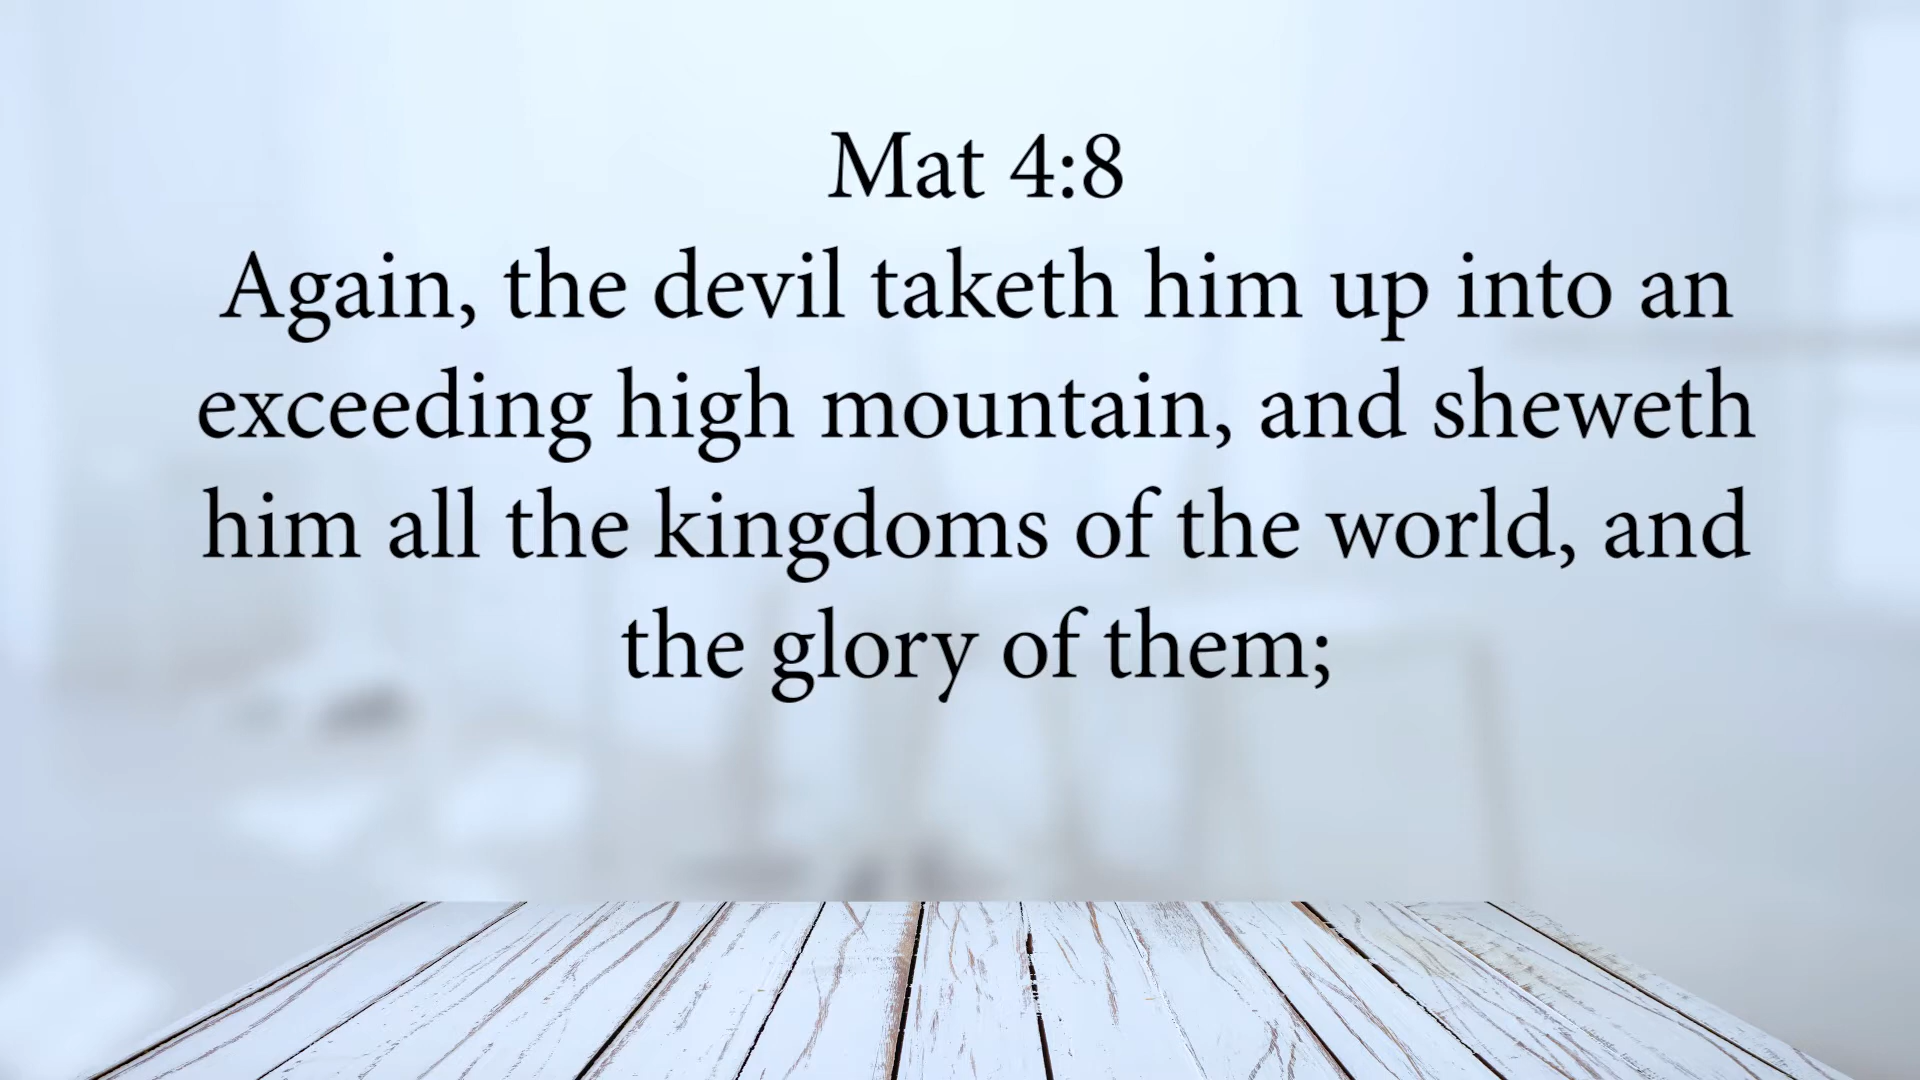 Mat 4:8
Again, the devil taketh him up into an
exceeding high mountain, and sheweth
him all the kingdoms of the world, and
the glory of them;